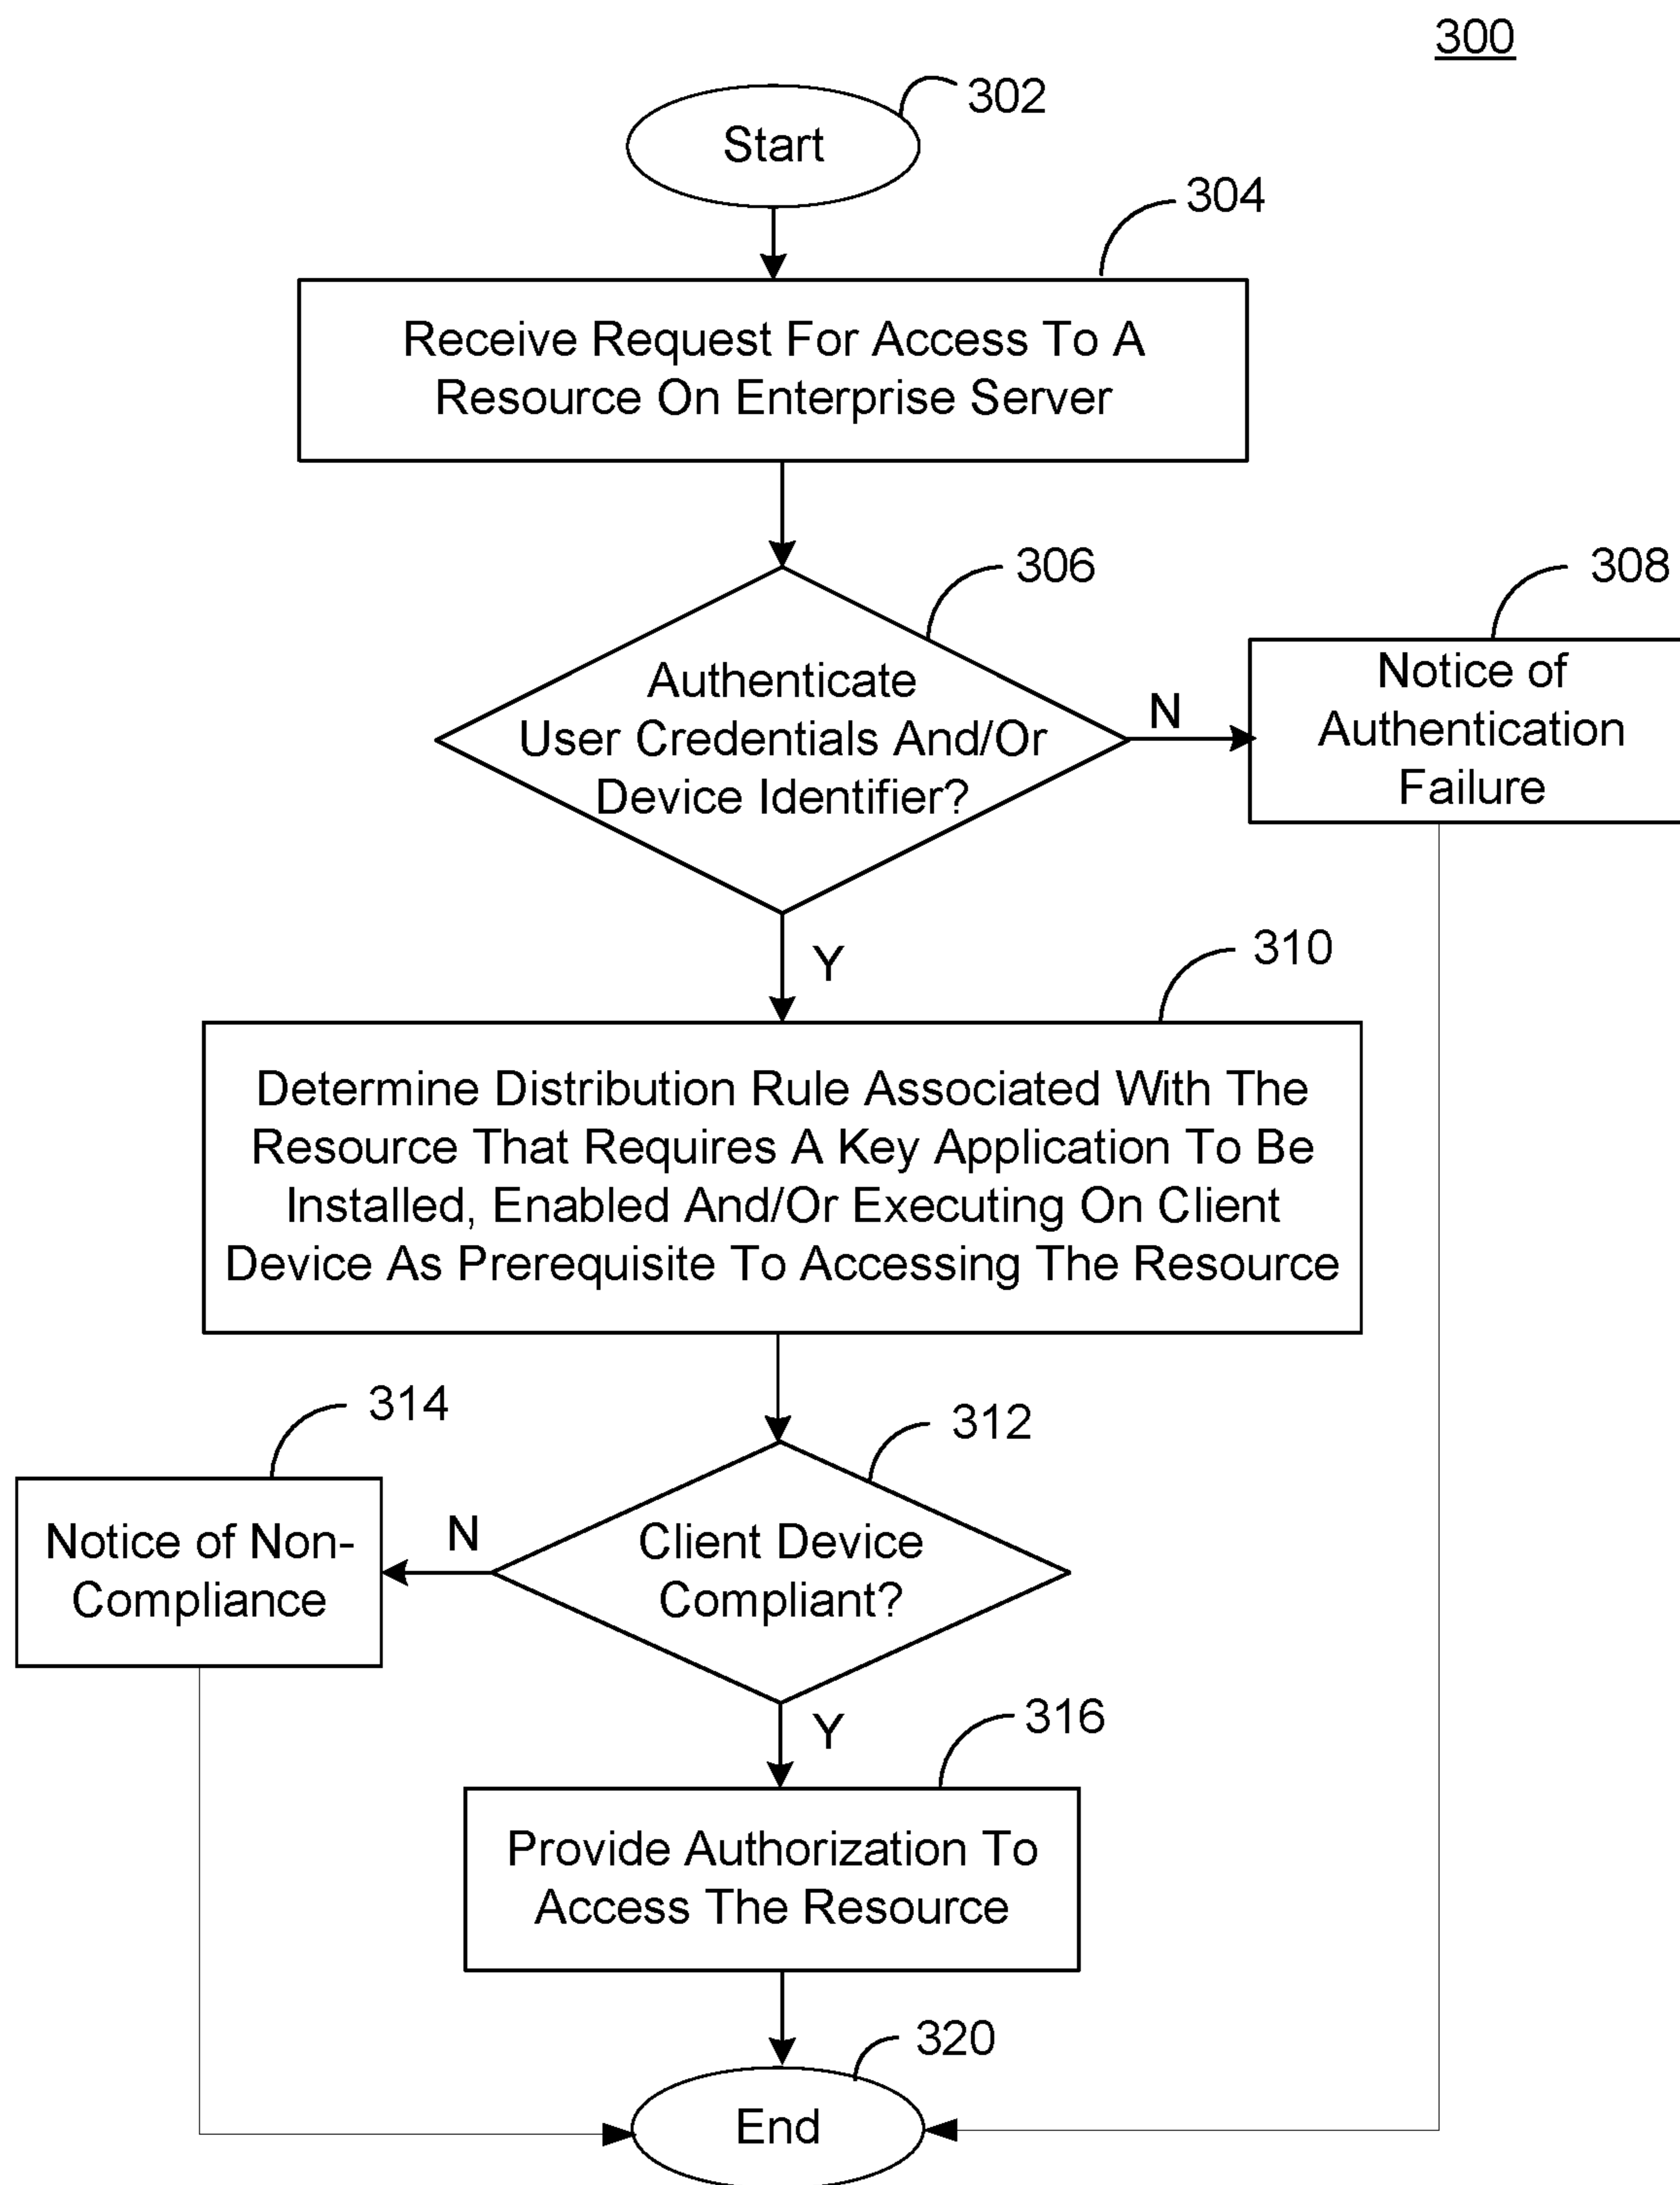 300
302
Start
304
Receive Request For Access To A
Resource On Enterprise Server
306
308
Authenticate
User Credentials And/Or
Device Identifier?
N
Notice of
Authentication
Failure
Y
310
Determine Distribution Rule Associated With The
Resource That Requires A Key Application To Be
Installed, Enabled And/Or Executing On Client
Device As Prerequisite To Accessing The Resource
314
312
Notice of Non-
Compliance
N
Client Device
Compliant?
Y
316
Provide Authorization To
Access The Resource
320
End